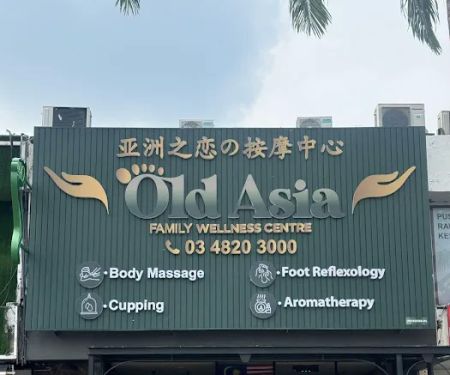 亚洲之恋の按摩中心
Old Asia
FAMILY WELLNESS CENTRE
03 4820 3000
• Body Massage
• Foot Reflexology
• Cupping
• Aromatherapy